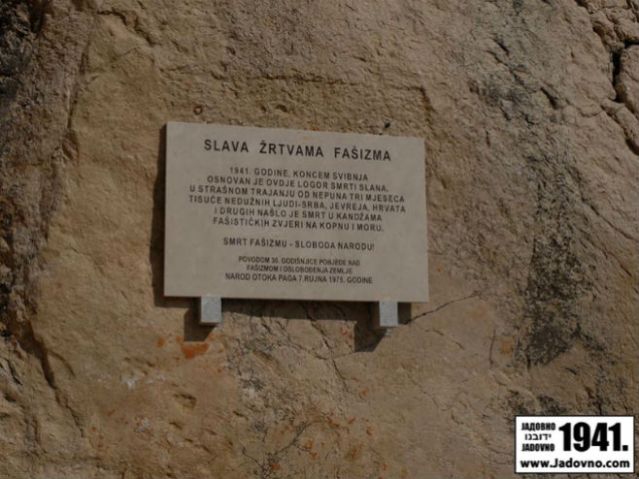 SLAVA ŽRTVAMA FAŠIZMA
1941. GODINE, KONCEM SVIBNJA
OSNOVAN JE OVDJE LOGOR SMRTI SLANA.
U STRAŠNOM TRAJANJU OD NEPUNA TRI MJESECA
TISUĆE NEDUŽNIH LJUDI-SRBA, JEVREJA, HRVATA
I DRUGIH NAŠLO JE SMRT U KANDŽAMA
FAŠISTIČKIH ZVJERI NA KOPNU I MORU.
SMRT FAŠIZMU - SLOBODA NARODU!
POVODOM 30. GODIŠNJICE POBJEDE NAD
FAŠIZMOM I OSLOBOĐENJA ZEMLJE
NAROD OTOKA PAGA 7.RUJNA 1975. GODINE
ЈАДОВНО
ידובנו
JADOVNO
1941.
www.Jadovno.com